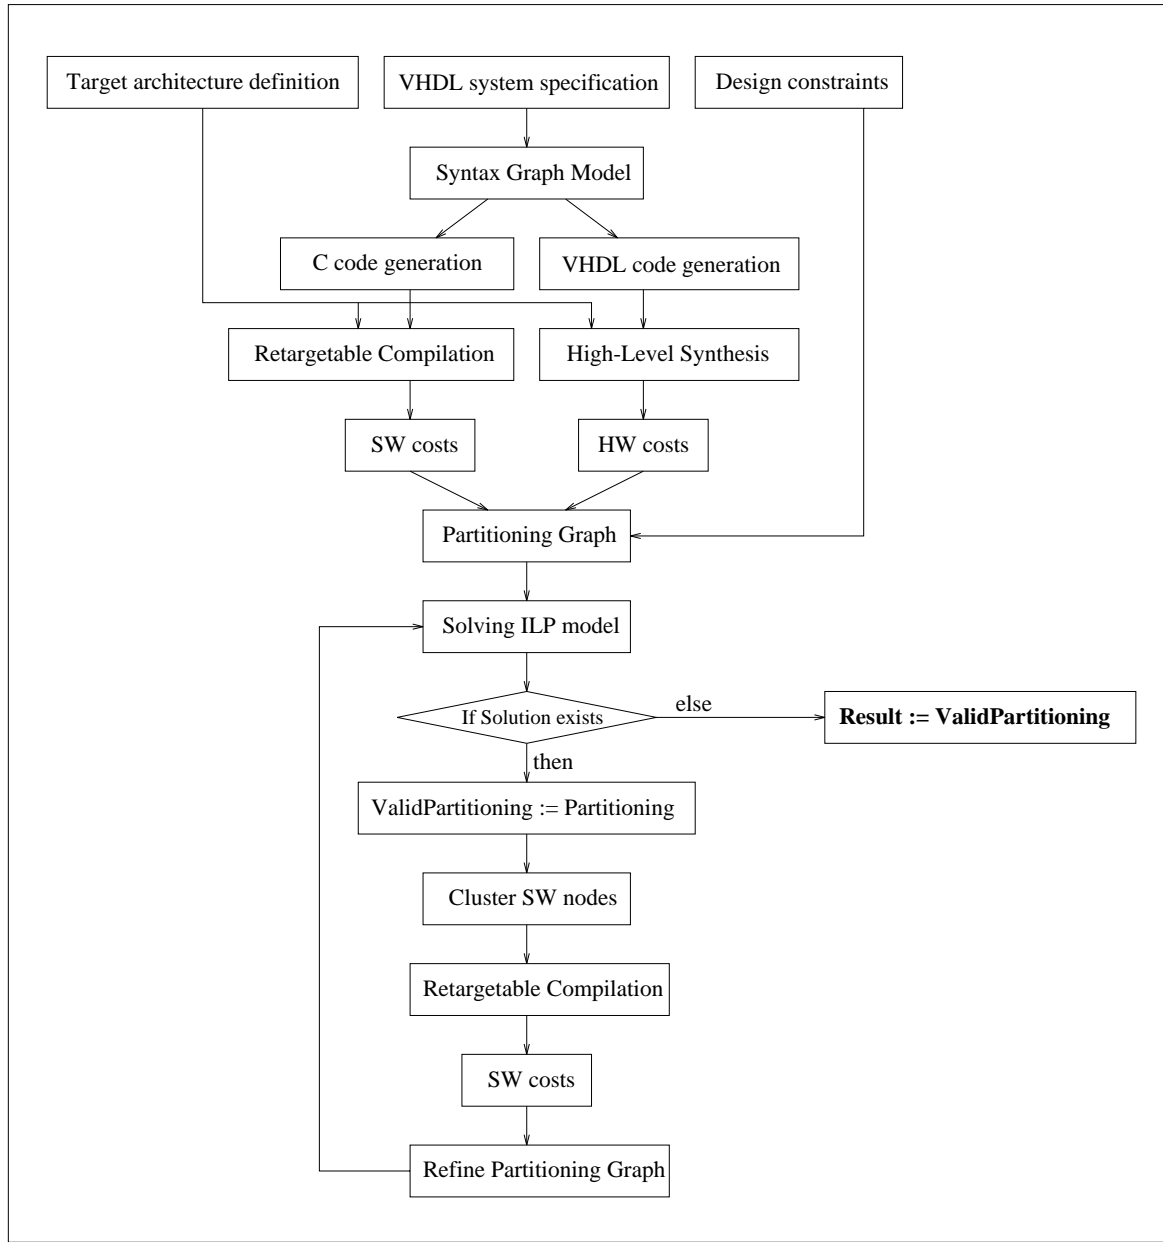 Target architecture definition
VHDL system specification
Design constraints
Syntax Graph Model
C code generation
VHDL code generation
Retargetable Compilation
High-Level Synthesis
SW costs
HW costs
Partitioning Graph
Solving ILP model
If Solution exists
else
Result := ValidPartitioning
then
ValidPartitioning := Partitioning
Cluster SW nodes
Retargetable Compilation
SW costs
Refine Partitioning Graph